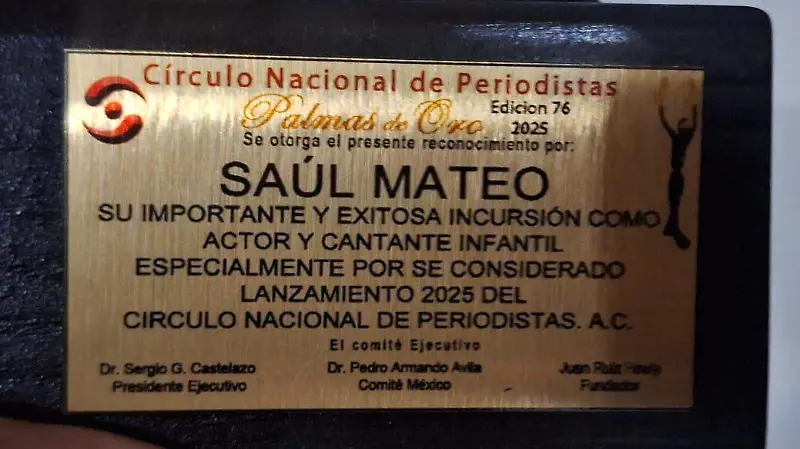 Círculo Nacional de Periodistas
Palmas de Oro
Edicion 76
2025
Se otorga el presente reconocimiento por:
SAÚL MATEO
SU IMPORTANTE Y EXITOSA INCURSIÓN COMO
ACTOR Y CANTANTE INFANTIL
ESPECIALMENTE POR SE CONSIDERADO
LANZAMIENTO 2025 DEL
CIRCULO NACIONAL DE PERIODISTAS. A.C.
El comité Ejecutivo
Dr. Sergio G. Castelazo
Presidente Ejecutivo
Dr. Pedro Armando Avila
Comité México
Juan Ruiz
Fundador